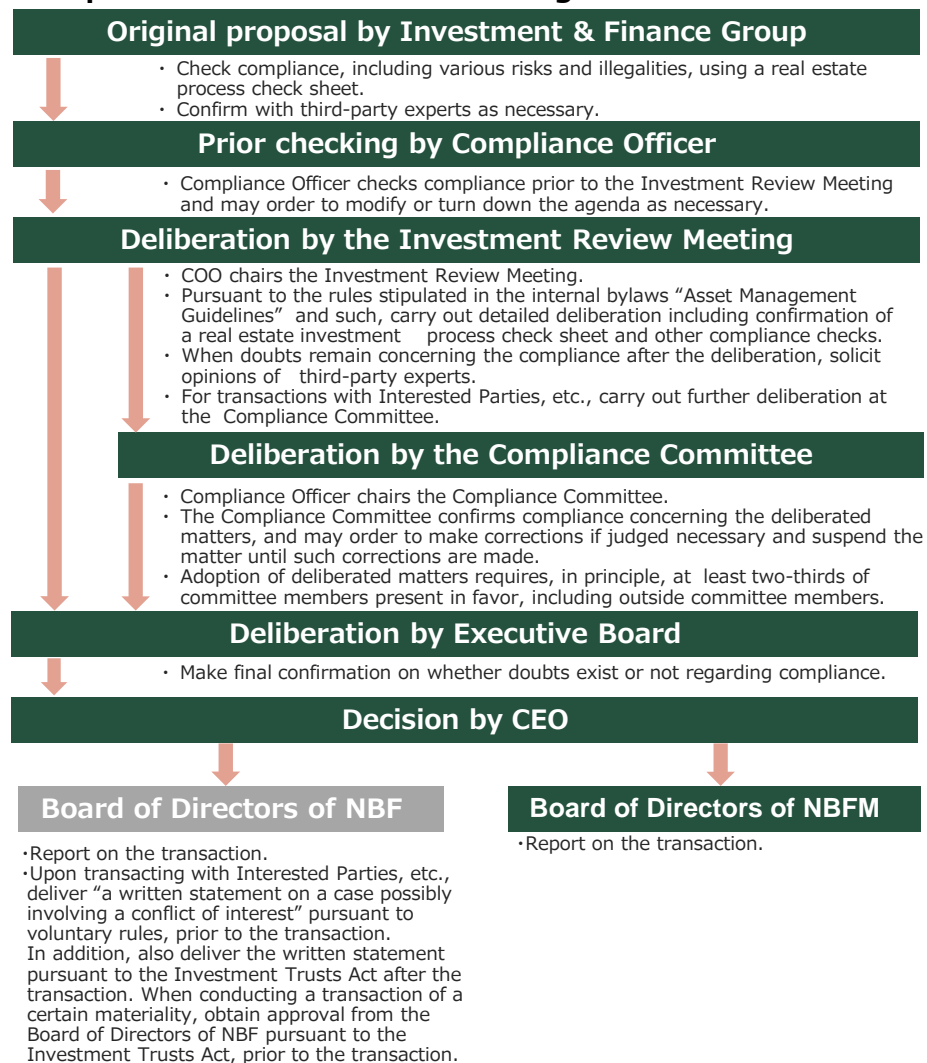 Original proposal by Investment & Finance Group
・ Check compliance, including various risks and illegalities, using a real estate
process check sheet.
・ Confirm with third-party experts as necessary.
Prior checking by Compliance Officer
・ Compliance Officer checks compliance prior to the Investment Review Meeting
and may order to modify or turn down the agenda as necessary.
Deliberation by the Investment Review Meeting
・ COO chairs the Investment Review Meeting.
・ Pursuant to the rules stipulated in the internal bylaws “Asset Management
Guidelines” and such, carry out detailed deliberation including confirmation of
a real estate investment process check sheet and other compliance checks.
・ When doubts remain concerning the compliance after the deliberation, solicit
opinions of third-party experts.
・ For transactions with Interested Parties, etc., carry out further deliberation at
the Compliance Committee.
Deliberation by the Compliance Committee
・ Compliance Officer chairs the Compliance Committee.
・ The Compliance Committee confirms compliance concerning the deliberated
matters, and may order to make corrections if judged necessary and suspend the
matter until such corrections are made.
・ Adoption of deliberated matters requires, in principle, at least two-thirds of
committee members present in favor, including outside committee members.
Deliberation by Executive Board
・ Make final confirmation on whether doubts exist or not regarding compliance.
Decision by CEO
Board of Directors of NBF
・Report on the transaction.
・Upon transacting with Interested Parties, etc.,
deliver “a written statement on a case possibly
involving a conflict of interest” pursuant to
voluntary rules, prior to the transaction.
In addition, also deliver the written statement
pursuant to the Investment Trusts Act after the
transaction. When conducting a transaction of a
certain materiality, obtain approval from the
Board of Directors of NBF pursuant to the
Investment Trusts Act, prior to the transaction.
Board of Directors of NBFM
・Report on the transaction.